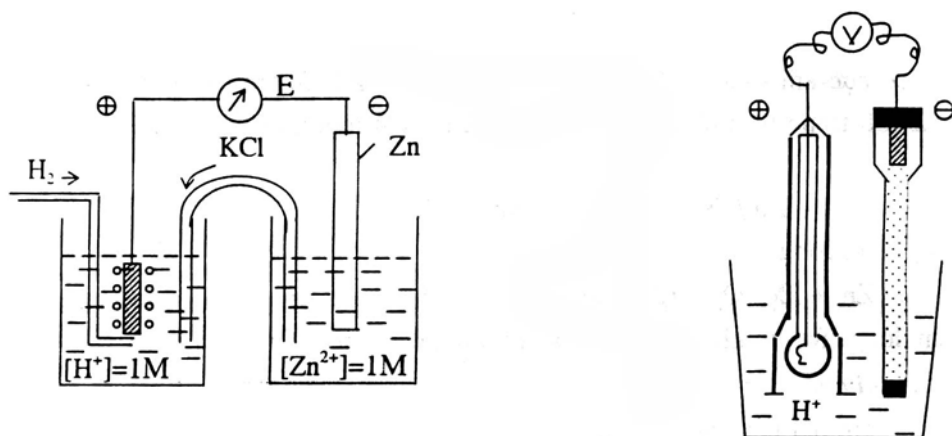 ⊕ E ⊖
KCl Zn
H₂
[H⁺]=1M [Zn²⁺]=1M
V
⊕ ⊖
H⁺